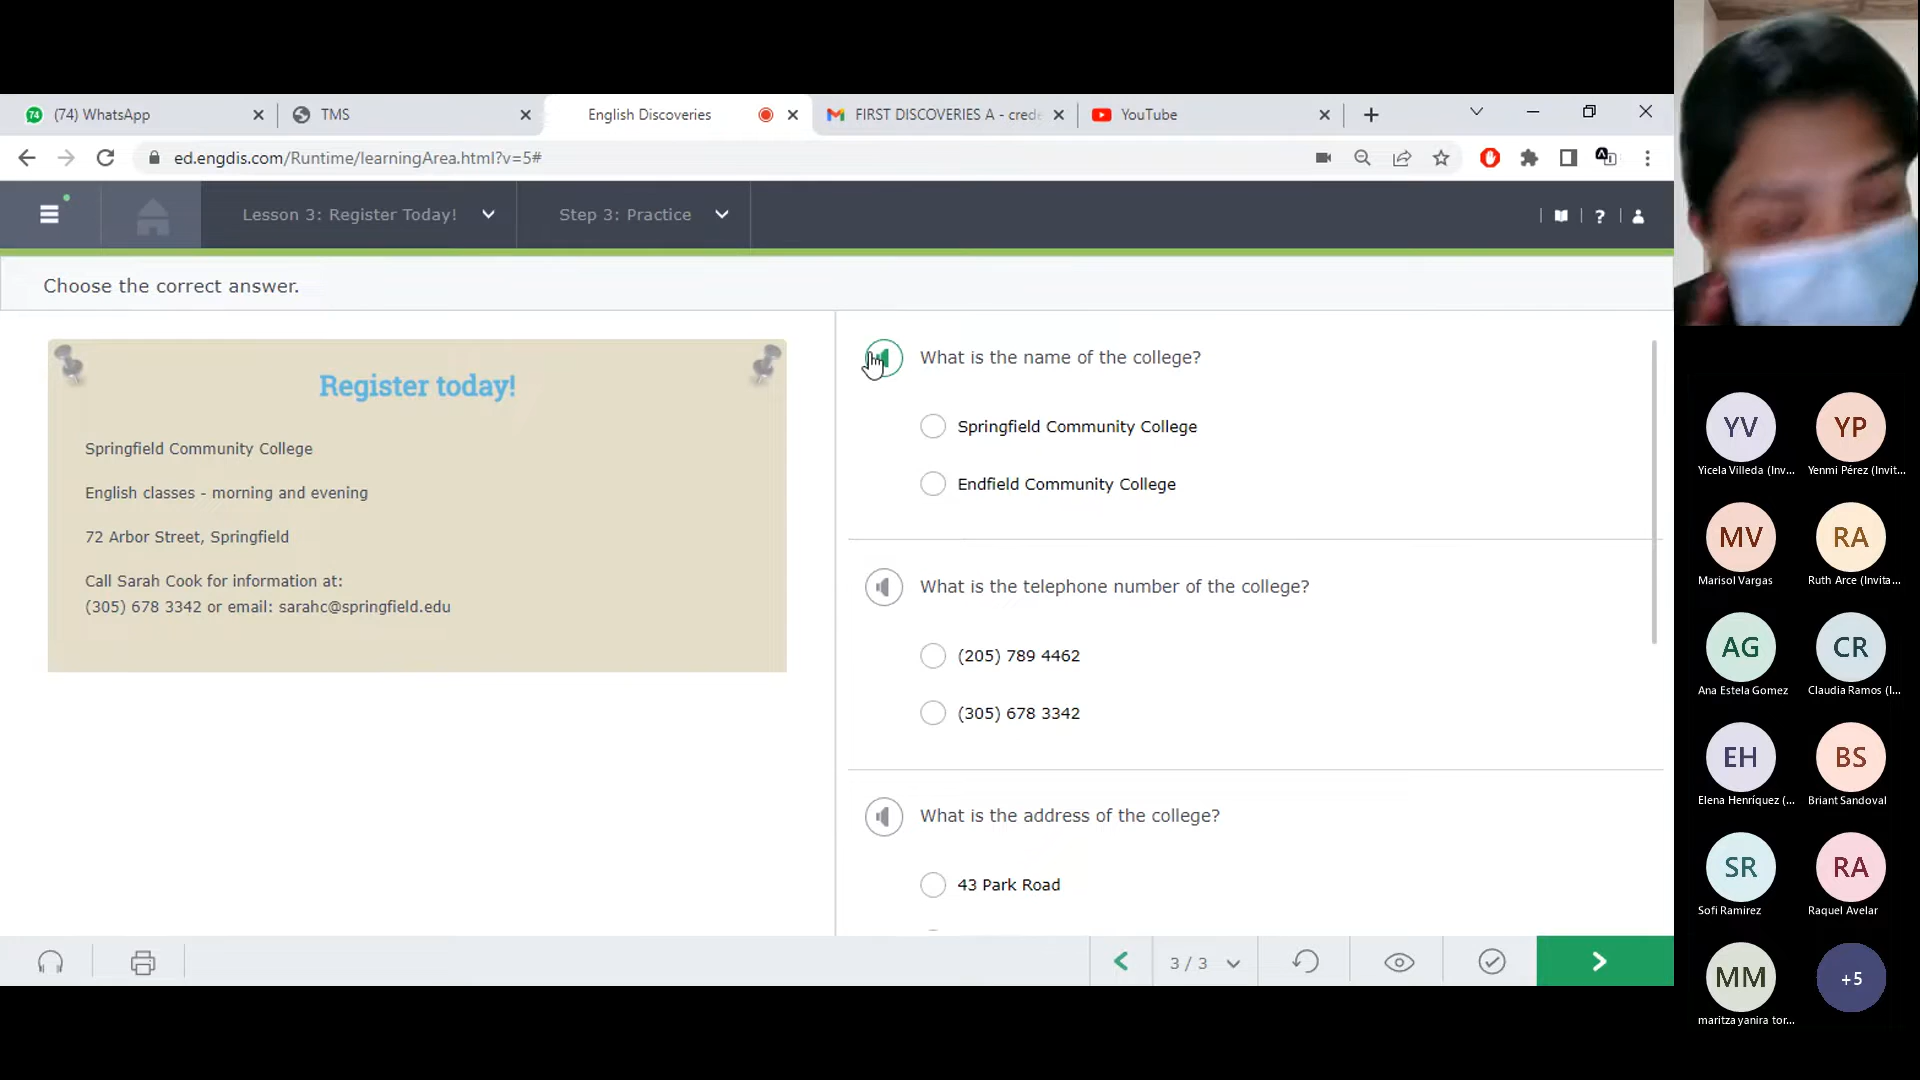 (74) WhatsApp
TMS
English Discoveries
FIRST DISCOVERIES A - crede
YouTube
ed.engdis.com/Runtime/learningArea.html?v=5#
Lesson 3: Register Today!
Step 3: Practice
?
Choose the correct answer.
Register today!
Springfield Community College
English classes - morning and evening
72 Arbor Street, Springfield
Call Sarah Cook for information at:
(305) 678 3342 or email: sarahc@springfield.edu
What is the name of the college?
Springfield Community College
Endfield Community College
What is the telephone number of the college?
(205) 789 4462
(305) 678 3342
What is the address of the college?
43 Park Road
3 / 3
YV
Yicela Villeda (Inv...
YP
Yenmi Pérez (Invit...
MV
Marisol Vargas
RA
Ruth Arce (Invita...
AG
Ana Estela Gomez
CR
Claudia Ramos (I...
EH
Elena Henríquez (...
BS
Briant Sandoval
SR
Sofi Ramirez
RA
Raquel Avelar
MM
maritza yanira tor...
+5